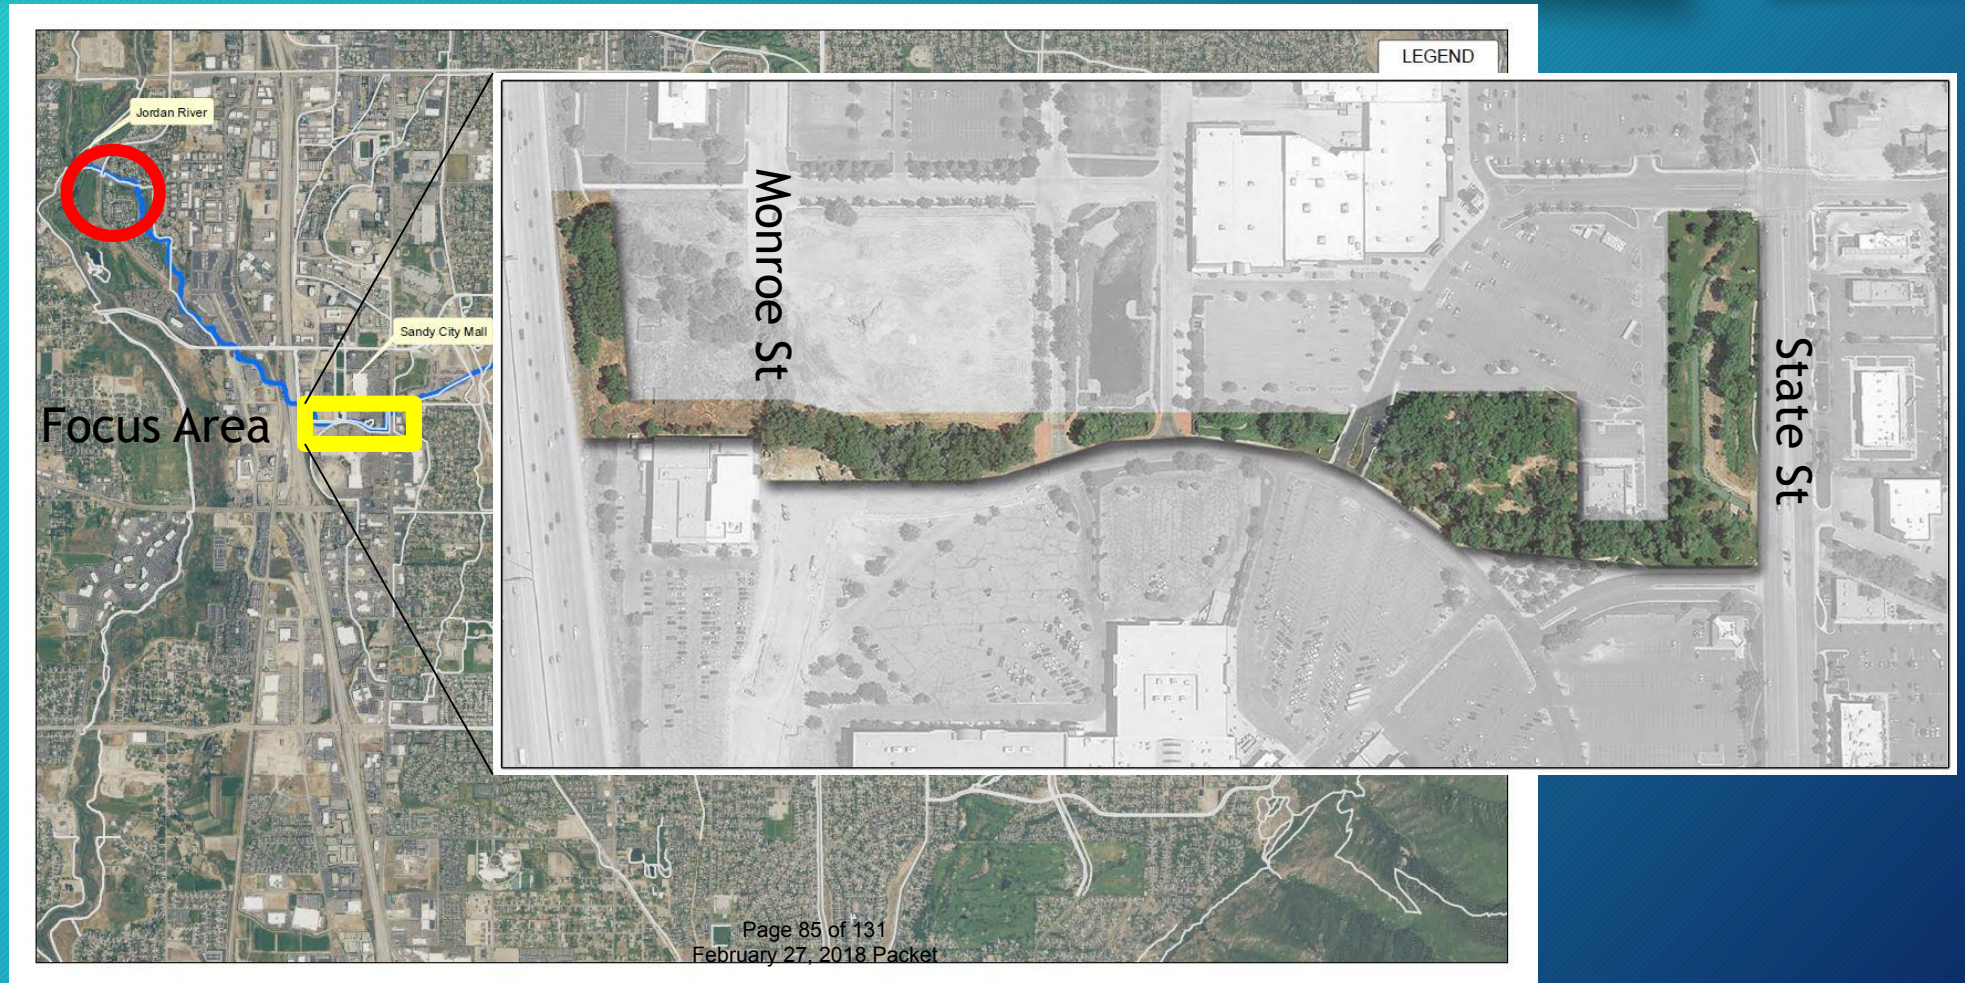 LEGEND
Jordan River
Monroe St
Sandy City Mall
State St
Focus Area
Page 85 of 131
February 27, 2018 Packet